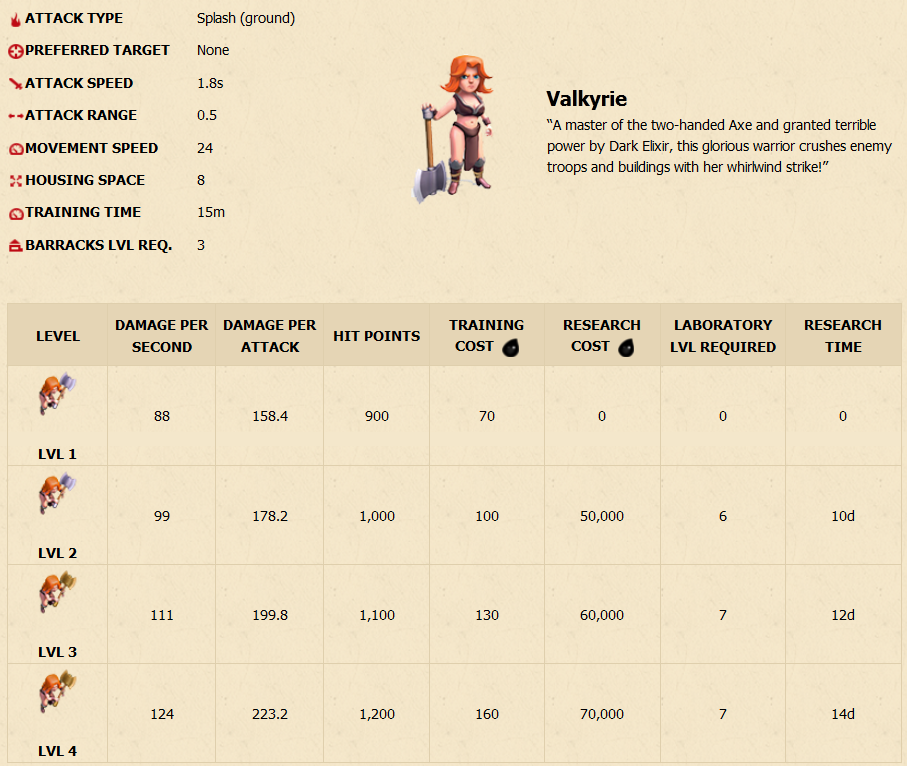 ATTACK TYPE Splash (ground)
PREFERRED TARGET None
ATTACK SPEED 1.8s
ATTACK RANGE 0.5
MOVEMENT SPEED 24
HOUSING SPACE 8
TRAINING TIME 15m
BARRACKS LVL REQ. 3
Valkyrie
“A master of the two-handed Axe and granted terrible
power by Dark Elixir, this glorious warrior crushes enemy
troops and buildings with her whirlwind strike!”
LEVEL DAMAGE PER SECOND DAMAGE PER ATTACK HIT POINTS TRAINING COST RESEARCH COST LABORATORY LVL REQUIRED RESEARCH TIME
LVL 1 88 158.4 900 70 0 0 0
LVL 2 99 178.2 1,000 100 50,000 6 10d
LVL 3 111 199.8 1,100 130 60,000 7 12d
LVL 4 124 223.2 1,200 160 70,000 7 14d